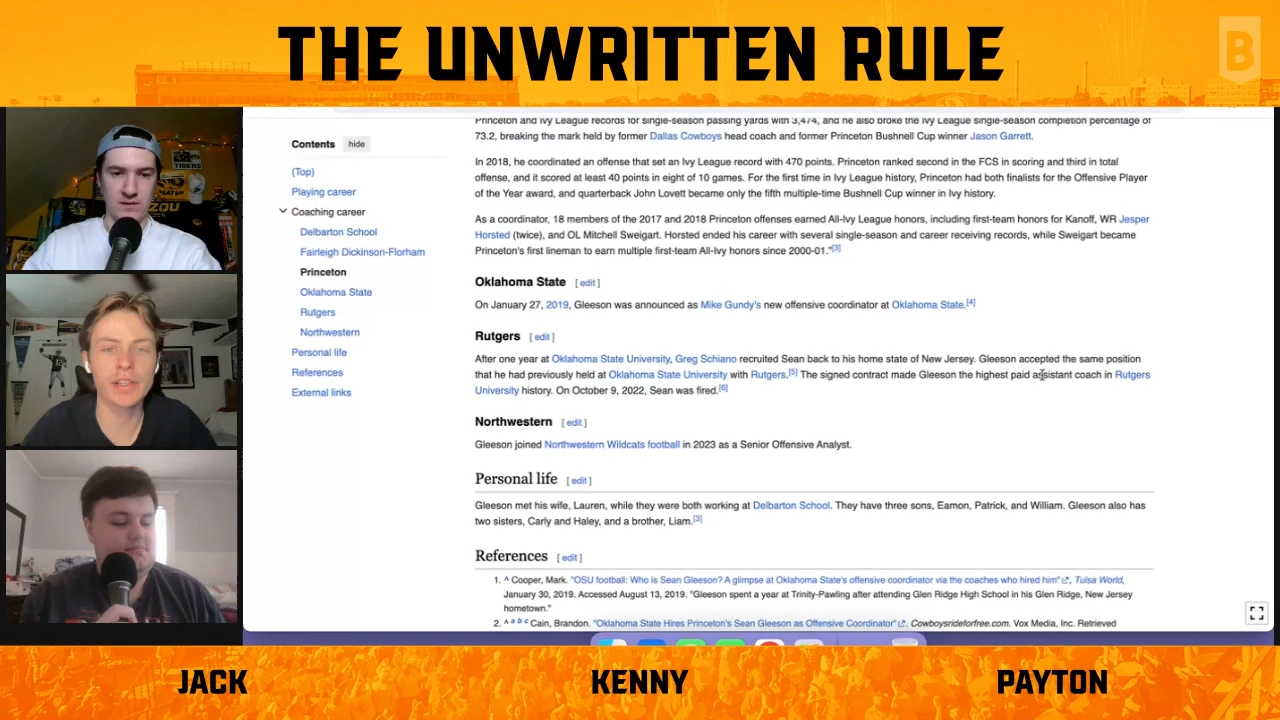 THE UNWRITTEN RULE
B
TIGERS
ZOU
Contents hide
(Top)
Playing career
Coaching career
Delbarton School
Fairleigh Dickinson-Florham
Princeton
Oklahoma State
Rutgers
Northwestern
Personal life
References
External links
Princeton and Ivy League records for single-season passing yards with 3,474, and he also broke the Ivy League single-season completion percentage of
73.2, breaking the mark held by former Dallas Cowboys head coach and former Princeton Bushnell Cup winner Jason Garrett.
In 2018, he coordinated an offense that set an Ivy League record with 470 points. Princeton ranked second in the FCS in scoring and third in total
offense, and it scored at least 40 points in eight of 10 games. For the first time in Ivy League history, Princeton had both finalists for the Offensive Player
of the Year award, and quarterback John Lovett became only the fifth multiple-time Bushnell Cup winner in Ivy history.
As a coordinator, 18 members of the 2017 and 2018 Princeton offenses earned All-Ivy League honors, including first-team honors for Kanoff, WR Jesper
Horsted (twice), and OL Mitchell Sweigart. Horsted ended his career with several single-season and career receiving records, while Sweigart became
Princeton's first lineman to earn multiple first-team All-Ivy honors since 2000-01."[3]
Oklahoma State [ edit ]
On January 27, 2019, Gleeson was announced as Mike Gundy's new offensive coordinator at Oklahoma State.[4]
Rutgers [ edit ]
After one year at Oklahoma State University, Greg Schiano recruited Sean back to his home state of New Jersey. Gleeson accepted the same position
that he had previously held at Oklahoma State University with Rutgers.[5] The signed contract made Gleeson the highest paid assistant coach in Rutgers
University history. On October 9, 2022, Sean was fired.[6]
Northwestern [ edit ]
Gleeson joined Northwestern Wildcats football in 2023 as a Senior Offensive Analyst.
Personal life [ edit ]
Gleeson met his wife, Lauren, while they were both working at Delbarton School. They have three sons, Eamon, Patrick, and William. Gleeson also has
two sisters, Carly and Haley, and a brother, Liam.[3]
References [ edit ]
1. ^ Cooper, Mark. "OSU football: Who is Sean Gleeson? A glimpse at Oklahoma State's offensive coordinator via the coaches who hired him", Tulsa World,
January 30, 2019. Accessed August 13, 2019. "Gleeson spent a year at Trinity-Pawling after attending Glen Ridge High School in his Glen Ridge, New Jersey
hometown."
2. ^ a b c Cain, Brandon. "Oklahoma State Hires Princeton's Sean Gleeson as Offensive Coordinator". Cowboysrideforfree.com. Vox Media, Inc. Retrieved
JACK
KENNY
PAYTON